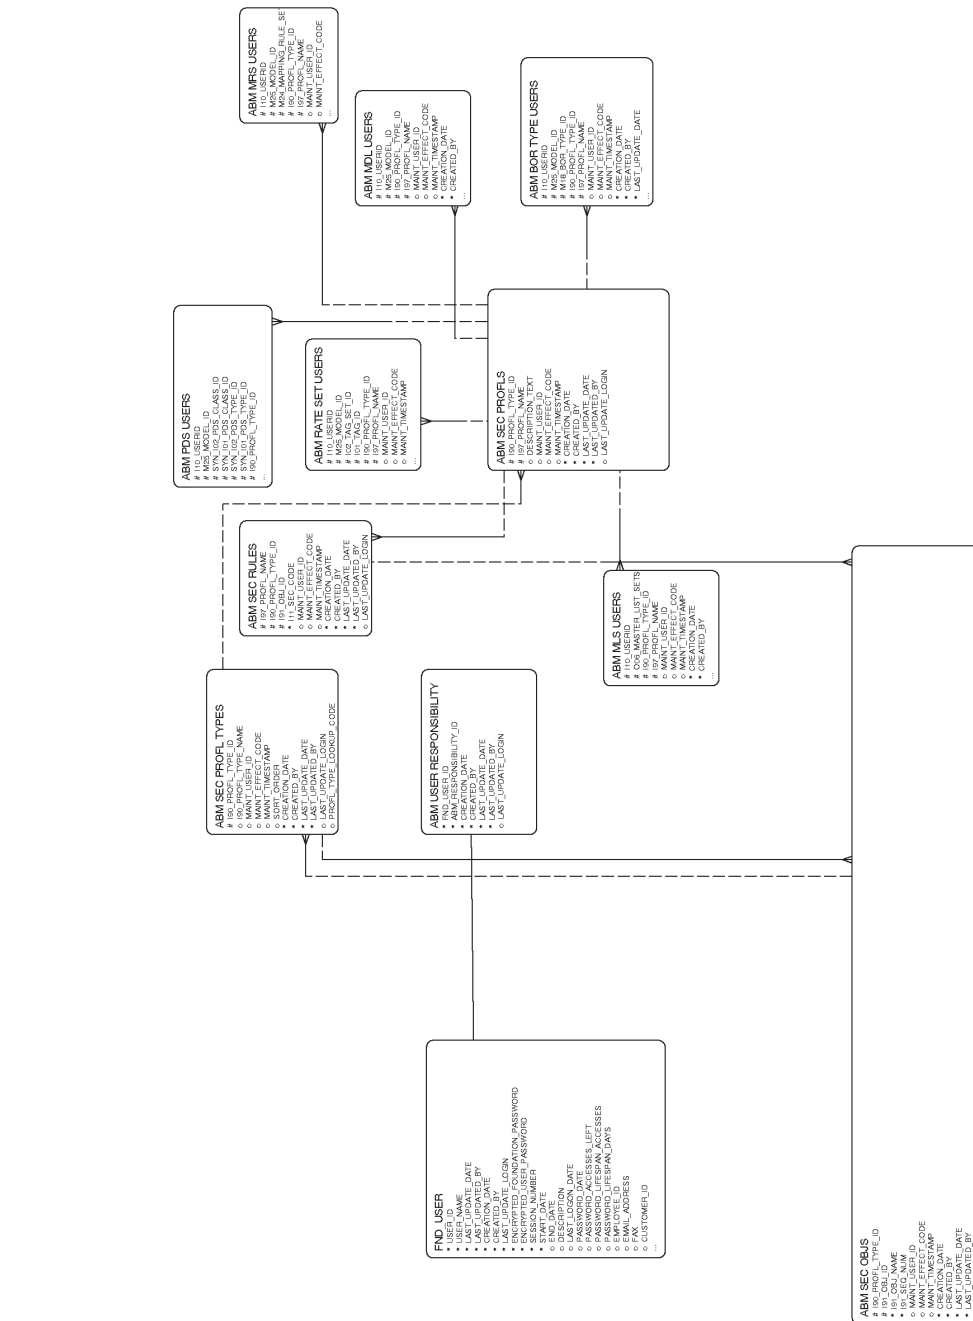 ABM MRS USERS
# I10_USERID
# M25_MODEL_ID
# M24_MAPPING_RULE_SE
# I90_PROFL_TYPE_ID
# I97_PROFL_NAME
o MAINT_USER_ID
o MAINT_EFFECT_CODE
...
ABM MDL USERS
# I10_USERID
# M25_MODEL_ID
# I90_PROFL_TYPE_ID
# I97_PROFL_NAME
o MAINT_USER_ID
o MAINT_EFFECT_CODE
o MAINT_TIMESTAMP
* CREATION_DATE
* CREATED_BY
...
ABM BOR TYPE USERS
# I10_USERID
# M25_MODEL_ID
# M18_BOR_TYPE_ID
# I90_PROFL_TYPE_ID
# I97_PROFL_NAME
o MAINT_USER_ID
o MAINT_EFFECT_CODE
o MAINT_TIMESTAMP
* CREATION_DATE
* CREATED_BY
* LAST_UPDATE_DATE
...
ABM PDS USERS
# I10_USERID
# M25_MODEL_ID
# SYN_I02_PDS_CLASS_ID
# SYN_I01_PDS_CLASS_ID
# SYN_I02_PDS_TYPE_ID
# SYN_I01_PDS_TYPE_ID
# I90_PROFL_TYPE_ID
...
ABM RATE SET USERS
# I10_USERID
# M25_MODEL_ID
# I02_TAG_SET_ID
# I01_TAG_ID
# I90_PROFL_TYPE_ID
# I97_PROFL_NAME
o MAINT_USER_ID
o MAINT_EFFECT_CODE
o MAINT_TIMESTAMP
...
ABM SEC PROFLS
# I90_PROFL_TYPE_ID
# I97_PROFL_NAME
o DESCRIPTION_TEXT
o MAINT_USER_ID
o MAINT_EFFECT_CODE
o MAINT_TIMESTAMP
* CREATION_DATE
* CREATED_BY
* LAST_UPDATE_DATE
* LAST_UPDATED_BY
o LAST_UPDATE_LOGIN
ABM SEC RULES
# I97_PROFL_NAME
# I90_PROFL_TYPE_ID
# I91_OBJ_ID
* I11_SEC_CODE
o MAINT_USER_ID
o MAINT_EFFECT_CODE
o MAINT_TIMESTAMP
* CREATION_DATE
* CREATED_BY
* LAST_UPDATE_DATE
* LAST_UPDATED_BY
o LAST_UPDATE_LOGIN
ABM MLS USERS
# I10_USERID
# O06_MASTER_LIST_SETS
# I90_PROFL_TYPE_ID
# I97_PROFL_NAME
o MAINT_USER_ID
o MAINT_EFFECT_CODE
o MAINT_TIMESTAMP
* CREATION_DATE
* CREATED_BY
...
ABM SEC PROFL TYPES
# I90_PROFL_TYPE_ID
o I90_PROFL_TYPE_NAME
o MAINT_USER_ID
o MAINT_EFFECT_CODE
o MAINT_TIMESTAMP
o SORT_ORDER
* CREATION_DATE
* CREATED_BY
* LAST_UPDATE_DATE
* LAST_UPDATED_BY
o LAST_UPDATE_LOGIN
o PROFL_TYPE_LOOKUP_CODE
ABM USER RESPONSIBILITY
* FND_USER_ID
* ABM_RESPONSIBILITY_ID
* CREATION_DATE
* CREATED_BY
* LAST_UPDATE_DATE
* LAST_UPDATED_BY
o LAST_UPDATE_LOGIN
FND_USER
* USER_ID
* USER_NAME
* LAST_UPDATE_DATE
* LAST_UPDATED_BY
* CREATION_DATE
* CREATED_BY
* LAST_UPDATE_LOGIN
* ENCRYPTED_FOUNDATION_PASSWORD
* ENCRYPTED_USER_PASSWORD
* SESSION_NUMBER
* START_DATE
o END_DATE
o DESCRIPTION
o LAST_LOGON_DATE
o PASSWORD_DATE
o PASSWORD_ACCESSES_LEFT
o PASSWORD_LIFESPAN_ACCESSES
o PASSWORD_LIFESPAN_DAYS
o EMPLOYEE_ID
o EMAIL_ADDRESS
o FAX
o CUSTOMER_ID
...
ABM SEC OBJS
# I90_PROFL_TYPE_ID
# I91_OBJ_ID
* I91_OBJ_NAME
* I91_SEQ_NUM
o MAINT_USER_ID
o MAINT_EFFECT_CODE
o MAINT_TIMESTAMP
* CREATION_DATE
* CREATED_BY
* LAST_UPDATE_DATE
* LAST_UPDATED_BY